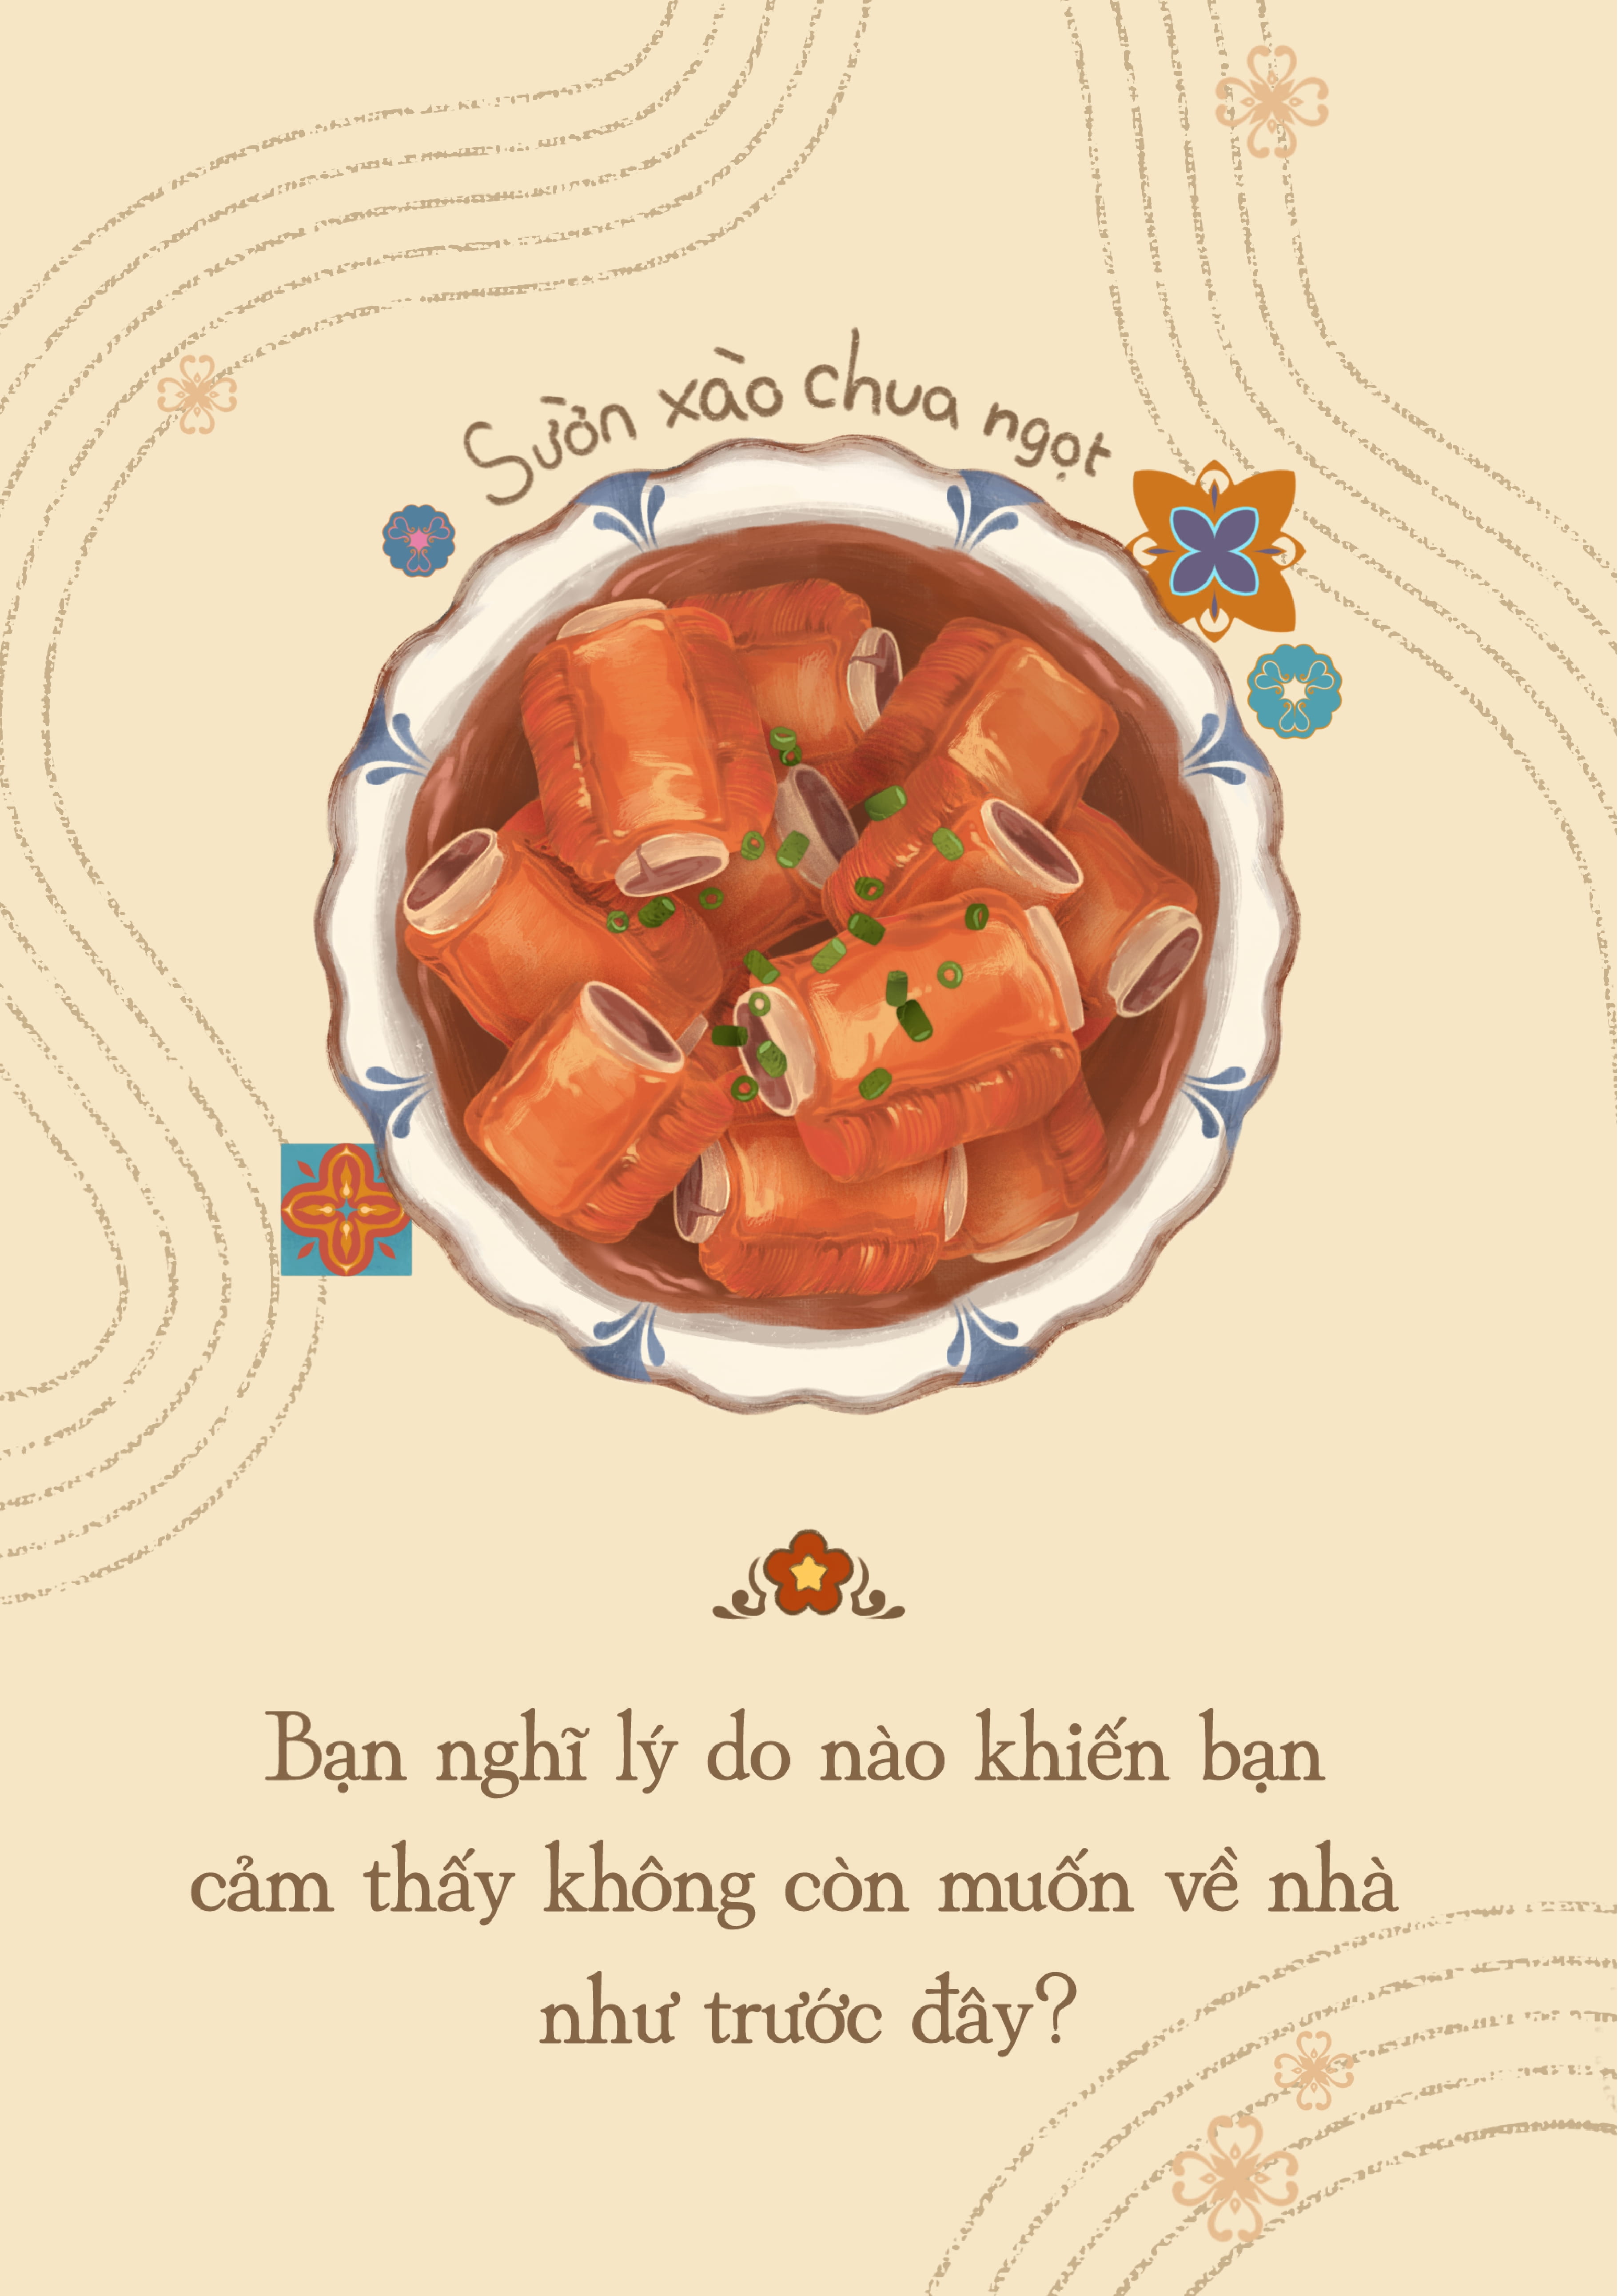 Sườn xào chua ngọt
Bạn nghĩ lý do nào khiến bạn
cảm thấy không còn muốn về nhà
như trước đây?